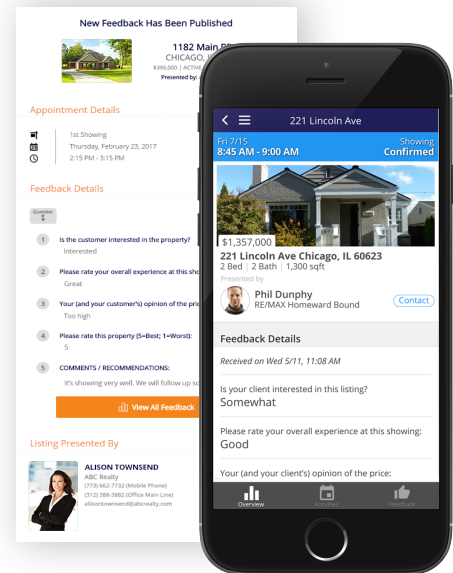 New Feedback Has Been Published
1182 Main
CHICAGO,
$395,000 | ACTIVE
Presented by:
Appointment Details
1st Showing
Thursday, February 23, 2017
2:15 PM - 3:15 PM
Feedback Details
Question
#
1 Is the customer interested in the property?
Interested
2 Please rate your overall experience at this
Great
3 Your (and your customer's) opinion of the
Too high
4 Please rate this property (5=Best; 1=Worst):
5
5 COMMENTS / RECOMMENDATIONS:
It's showing very well. We will follow up
View All Feedback
Listing Presented By
ALISON TOWNSEND
ABC Realty
(773) 662-7732 (Mobile Phone)
(312) 388-3882 (Office Main Line)
allisontownsend@abcrealty.com
221 Lincoln Ave
Fri 7/15 Showing
8:45 AM - 9:00 AM Confirmed
$1,357,000
221 Lincoln Ave Chicago, IL 60623
2 Bed | 2 Bath | 1,300 sqft
Presented by
Phil Dunphy
RE/MAX Homeward Bound
Contact
Feedback Details
Received on Wed 5/11, 11:08 AM
Is your client interested in this listing?
Somewhat
Please rate your overall experience at this showing:
Good
Your (and your client's) opinion of the price:
Overview Activities Feedback